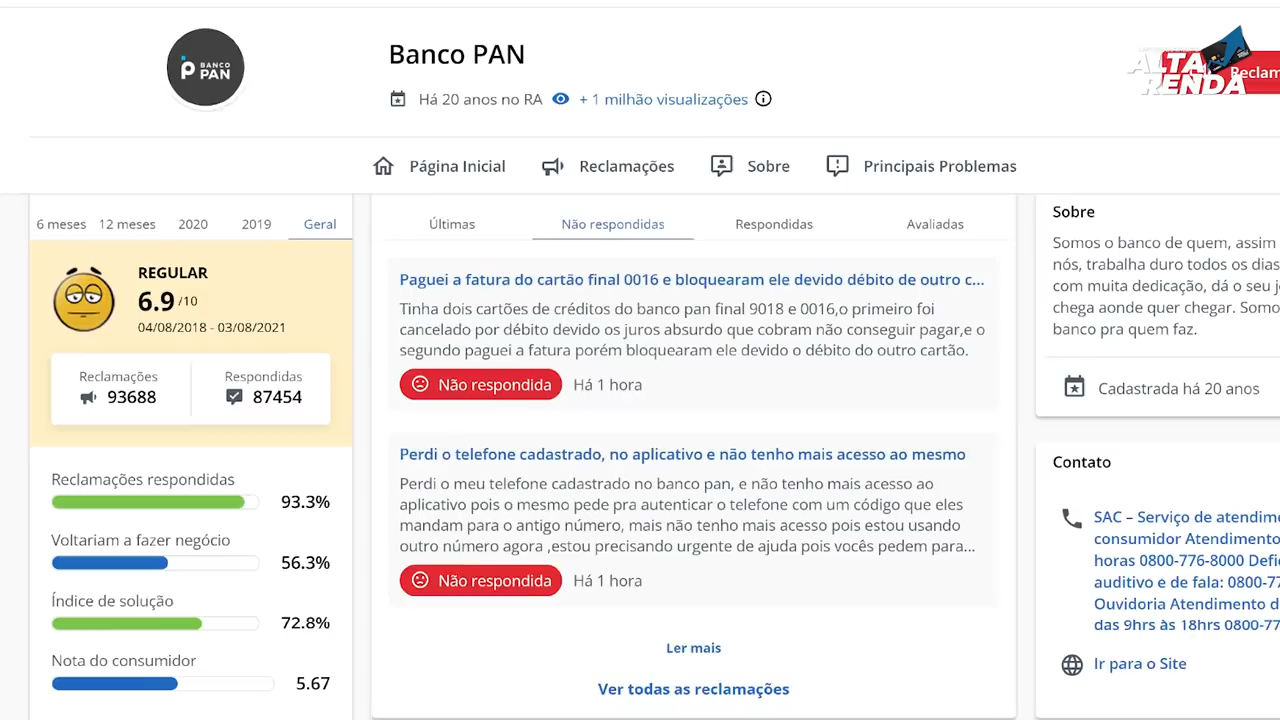 BANCO
PAN
Banco PAN
Há 20 anos no RA
+ 1 milhão visualizações
ALTA
RENDA
Reclam
Página Inicial
Reclamações
Sobre
Principais Problemas
6 meses
12 meses
2020
2019
Geral
REGULAR
6.9 /10
04/08/2018 - 03/08/2021
Reclamações
93688
Respondidas
87454
Reclamações respondidas
93.3%
Voltariam a fazer negócio
56.3%
Índice de solução
72.8%
Nota do consumidor
5.67
Últimas
Não respondidas
Respondidas
Avaliadas
Paguei a fatura do cartão final 0016 e bloquearam ele devido débito de outro c...
Tinha dois cartões de créditos do banco pan final 9018 e 0016,o primeiro foi
cancelado por débito devido os juros absurdo que cobram não conseguir pagar,e o
segundo paguei a fatura porém bloquearam ele devido o débito do outro cartão.
Não respondida
Há 1 hora
Perdi o telefone cadastrado, no aplicativo e não tenho mais acesso ao mesmo
Perdi o meu telefone cadastrado no banco pan, e não tenho mais acesso ao
aplicativo pois o mesmo pede pra autenticar o telefone com um código que eles
mandam para o antigo número, mais não tenho mais acesso pois estou usando
outro número agora ,estou precisando urgente de ajuda pois vocês pedem para...
Não respondida
Há 1 hora
Ler mais
Ver todas as reclamações
Sobre
Somos o banco de quem, assim
nós, trabalha duro todos os dias
com muita dedicação, dá o seu je
chega aonde quer chegar. Somo
banco pra quem faz.
Cadastrada há 20 anos
Contato
SAC – Serviço de atendime
consumidor Atendimento
horas 0800-776-8000 Defic
auditivo e de fala: 0800-77
Ouvidoria Atendimento d
das 9hrs às 18hrs 0800-77
Ir para o Site